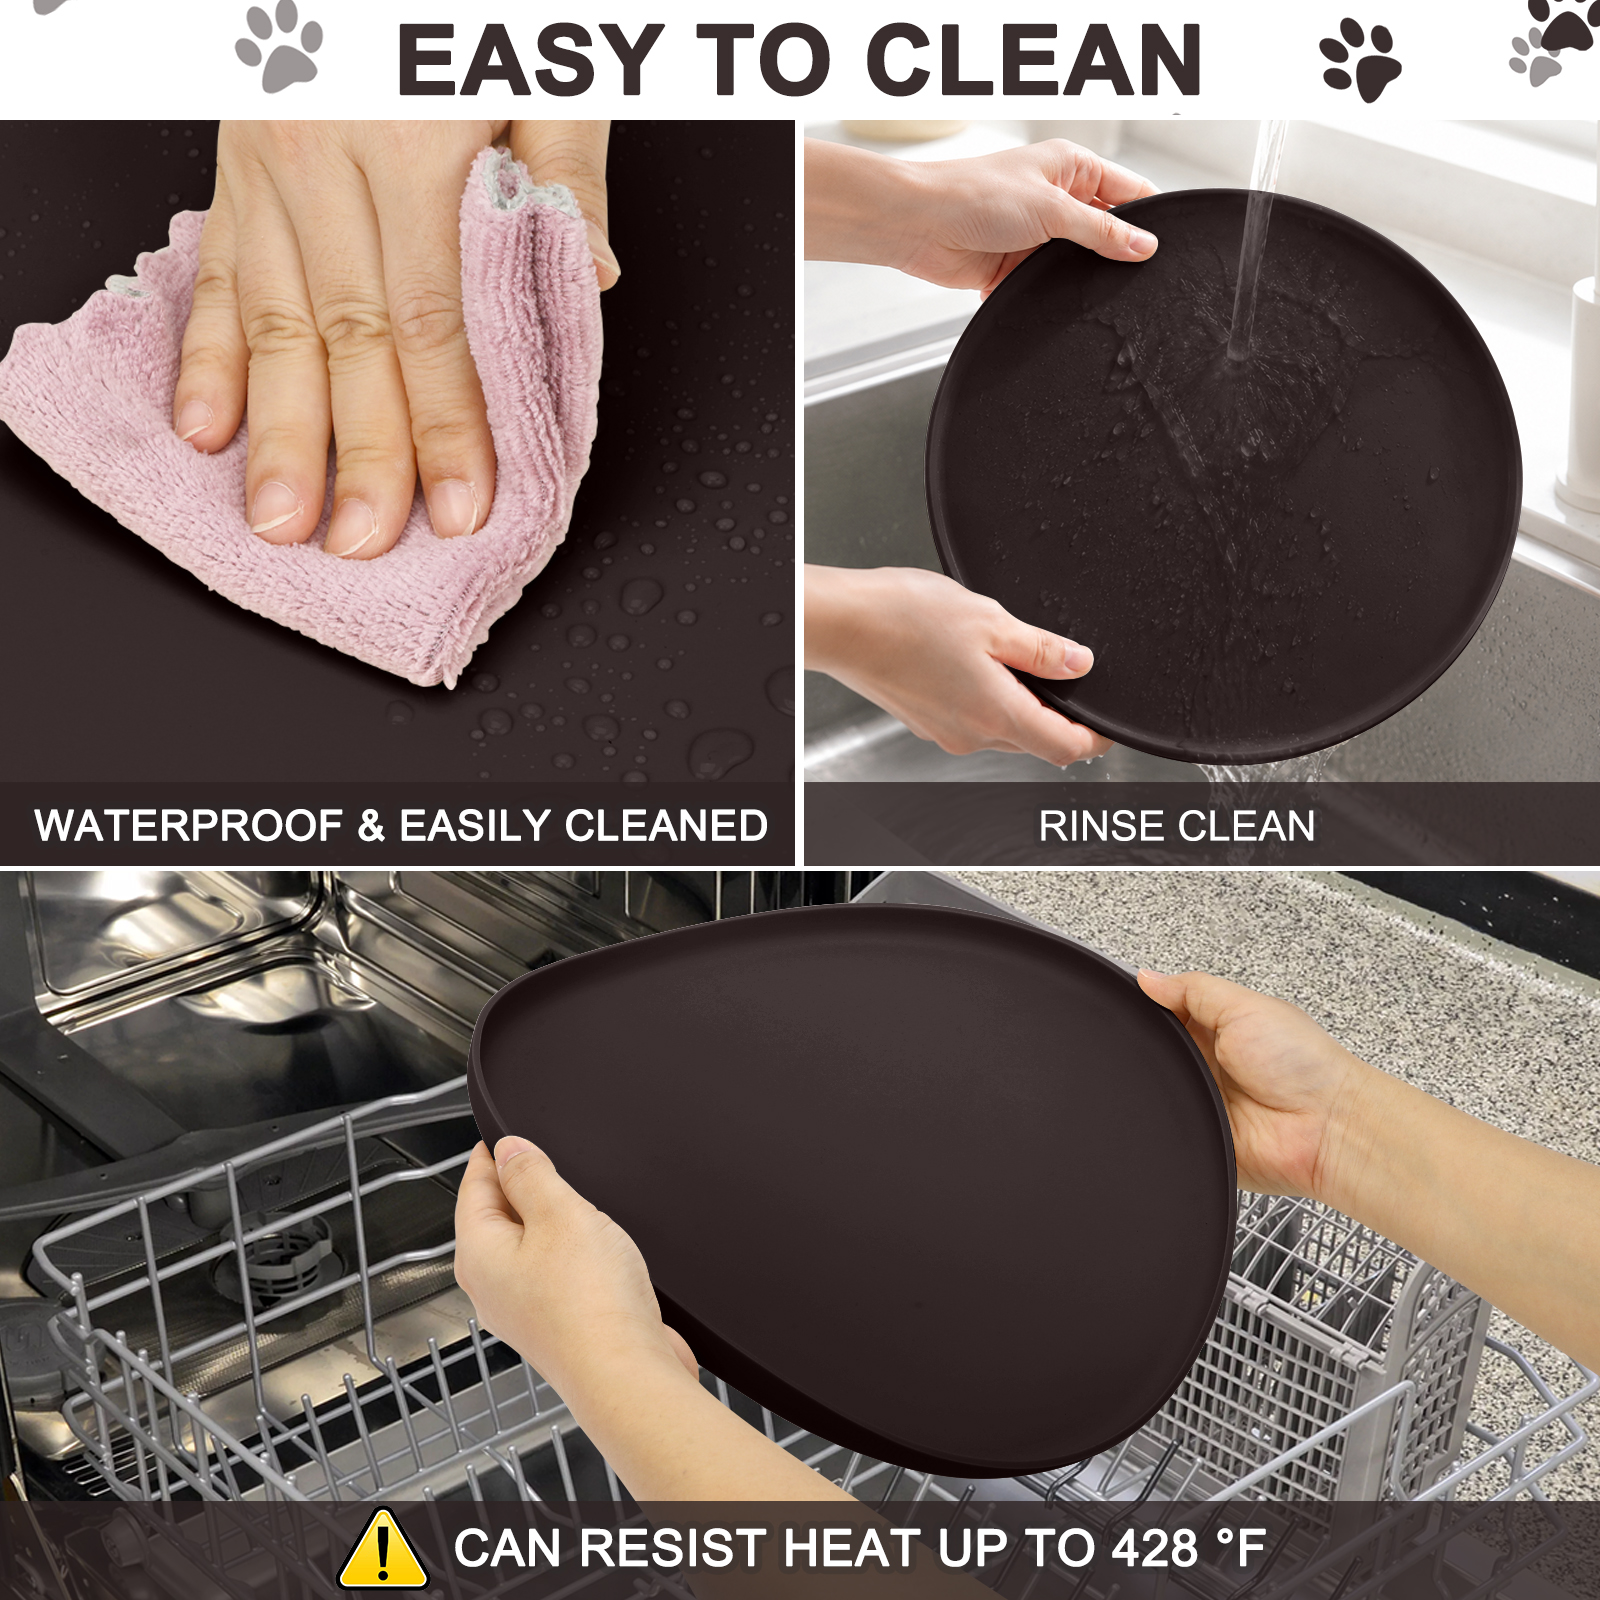 EASY TO CLEAN
WATERPROOF & EASILY CLEANED
RINSE CLEAN
CAN RESIST HEAT UP TO 428 °F